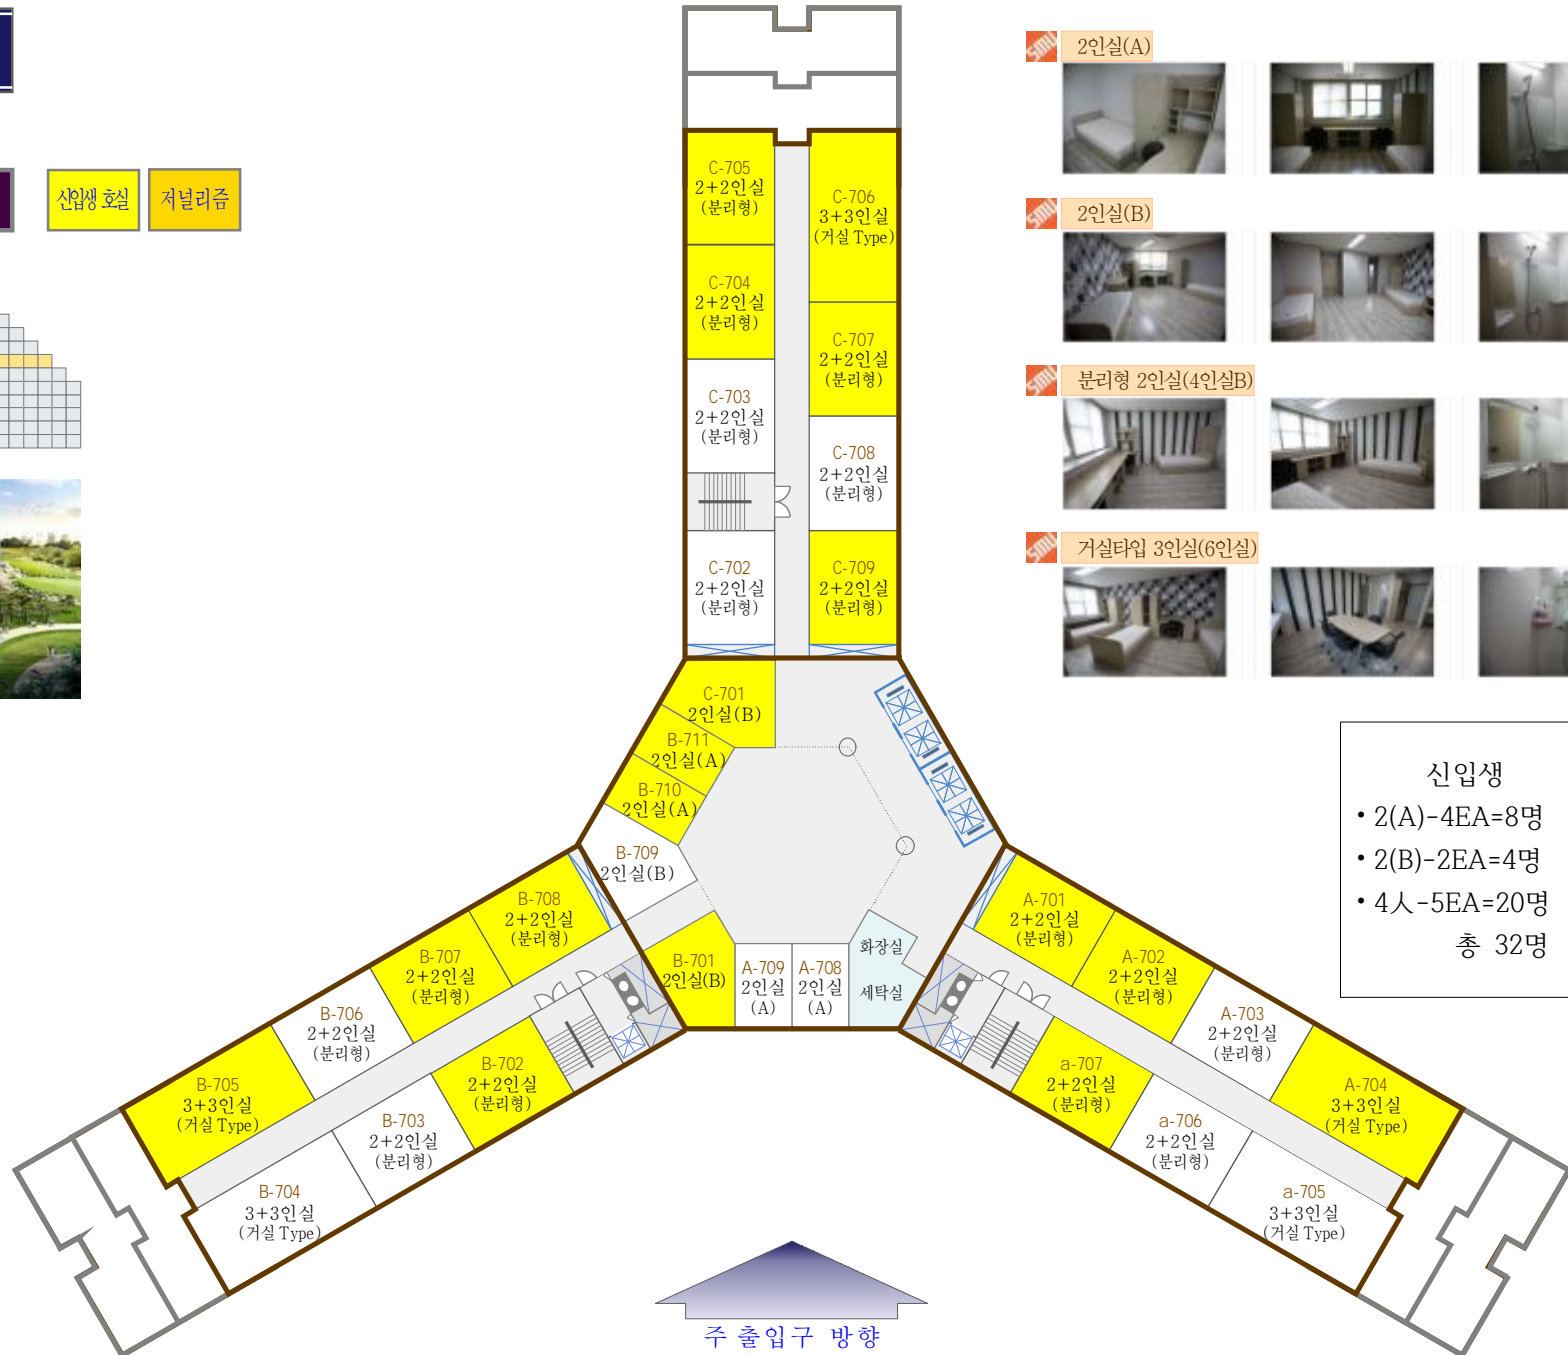 신입생 호실
저널리즘
2인실(A)
2인실(B)
분리형 2인실(4인실B)
거실타입 3인실(6인실)
C-705
2+2인실
(분리형)
C-706
3+3인실
(거실 Type)
C-704
2+2인실
(분리형)
C-707
2+2인실
(분리형)
C-703
2+2인실
(분리형)
C-708
2+2인실
(분리형)
C-702
2+2인실
(분리형)
C-709
2+2인실
(분리형)
C-701
2인실(B)
B-711
2인실(A)
B-710
2인실(A)
B-709
2인실(B)
B-708
2+2인실
(분리형)
B-707
2+2인실
(분리형)
B-706
2+2인실
(분리형)
B-705
3+3인실
(거실 Type)
B-704
3+3인실
(거실 Type)
B-703
2+2인실
(분리형)
B-702
2+2인실
(분리형)
B-701
2인실(B)
A-709
2인실
(A)
A-708
2인실
(A)
화장실
세탁실
A-701
2+2인실
(분리형)
A-702
2+2인실
(분리형)
A-703
2+2인실
(분리형)
A-704
3+3인실
(거실 Type)
a-707
2+2인실
(분리형)
a-706
2+2인실
(분리형)
a-705
3+3인실
(거실 Type)
신입생
• 2(A)-4EA=8명
• 2(B)-2EA=4명
• 4人-5EA=20명
총 32명
주 출입구 방향